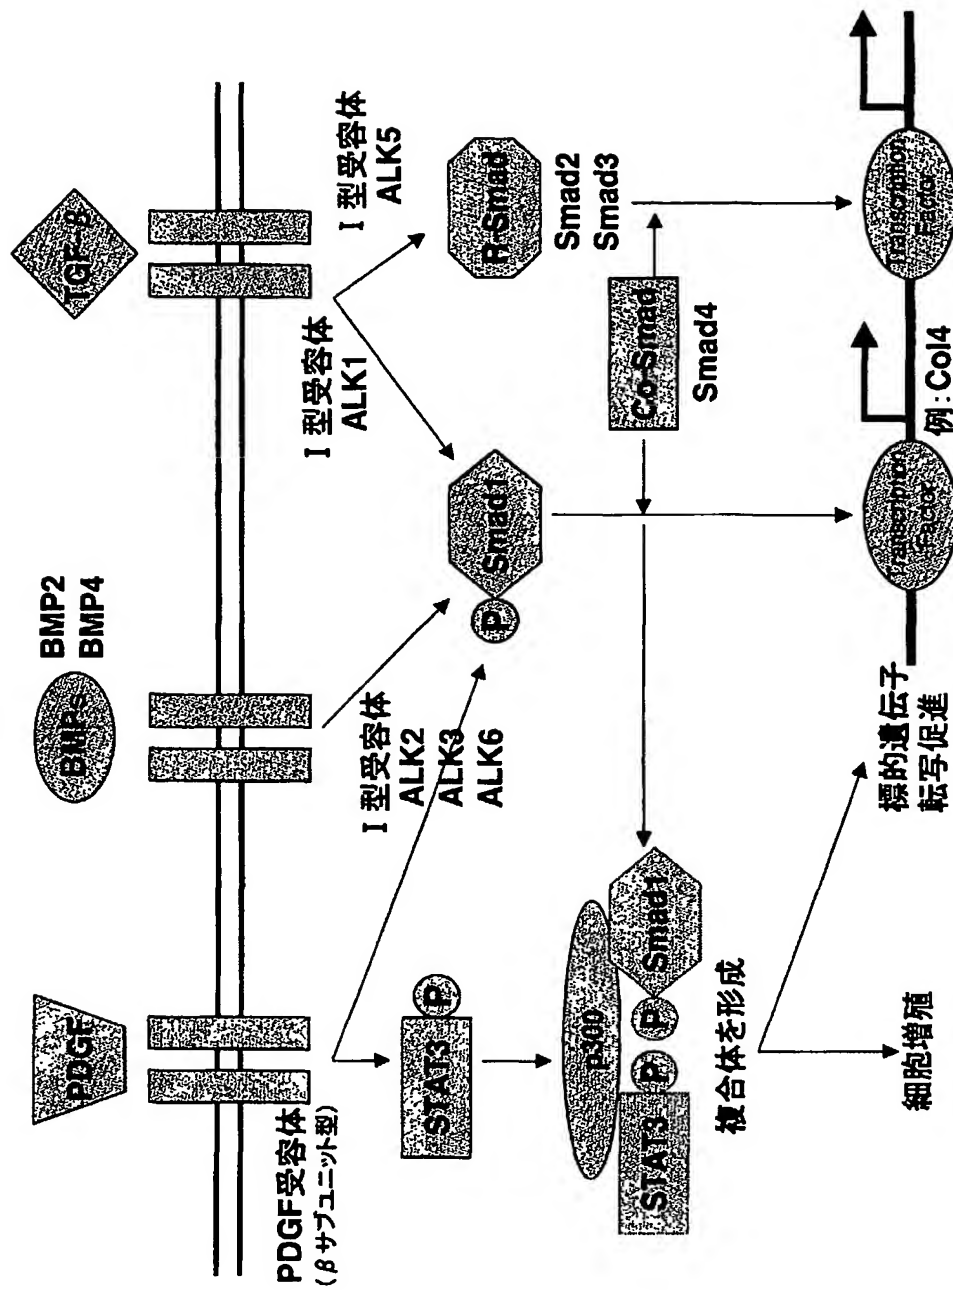 PDGF
BMPs
BMP2
BMP4
TGF-β
PDGF受容体
(βサブユニット型)
I型受容体
ALK2
ALK3
ALK6
I型受容体
ALK1
I型受容体
ALK5
STAT3
P
P
Smad1
R-Smad
Smad2
Smad3
p300
STAT3
P
P
Smad1
複合体を形成
Co-Smad
Smad4
細胞増殖
標的遺伝子
転写促進
Transcription
Factor
例:Col4
Transcription
Factor